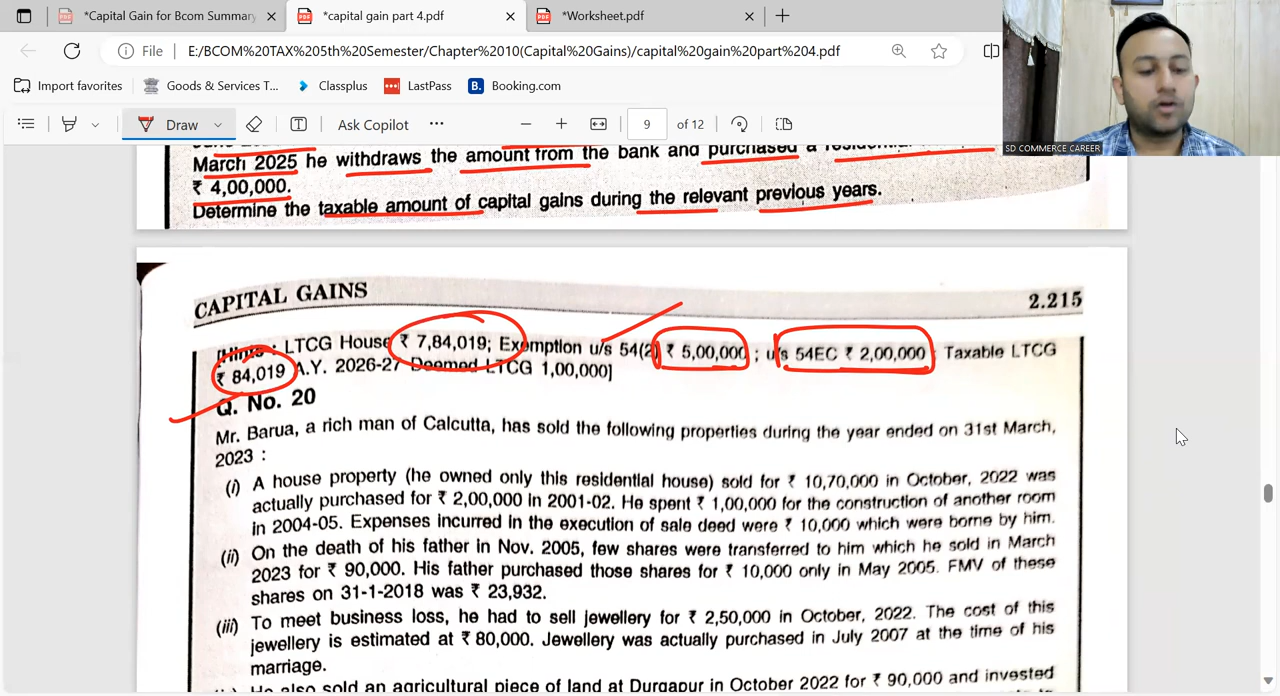 *Capital Gain for Bcom Summary
*capital gain part 4.pdf
*Worksheet.pdf
File
E:/BCOM%20TAX%205th%20Semester/Chapter%2010(Capital%20Gains)/capital%20gain%20part%204.pdf
Import favorites
Goods & Services T...
Classplus
LastPass
Booking.com
Draw
Ask Copilot
9 of 12
SD COMMERCE CAREER
March 2025 he withdraws the amount from the bank and purchased a
₹ 4,00,000.
Determine the taxable amount of capital gains during the relevant previous years.
CAPITAL GAINS 2.215
[Hints : LTCG House ₹ 7,84,019; Exemption u/s 54(2) ₹ 5,00,000 ; u/s 54EC ₹ 2,00,000 Taxable LTCG
₹ 84,019 A.Y. 2026-27 Deemed LTCG 1,00,000]
Q. No. 20
Mr. Barua, a rich man of Calcutta, has sold the following properties during the year ended on 31st March,
2023 :
(i) A house property (he owned only this residential house) sold for ₹ 10,70,000 in October, 2022 was
actually purchased for ₹ 2,00,000 in 2001-02. He spent ₹ 1,00,000 for the construction of another room
in 2004-05. Expenses incurred in the execution of sale deed were ₹ 10,000 which were borne by him.
(ii) On the death of his father in Nov. 2005, few shares were transferred to him which he sold in March
2023 for ₹ 90,000. His father purchased those shares for ₹ 10,000 only in May 2005. FMV of these
shares on 31-1-2018 was ₹ 23,932.
(iii) To meet business loss, he had to sell jewellery for ₹ 2,50,000 in October, 2022. The cost of this
jewellery is estimated at ₹ 80,000. Jewellery was actually purchased in July 2007 at the time of his
marriage.
He also sold an agricultural piece of land at Durgapur in October 2022 for ₹ 90,000 and invested